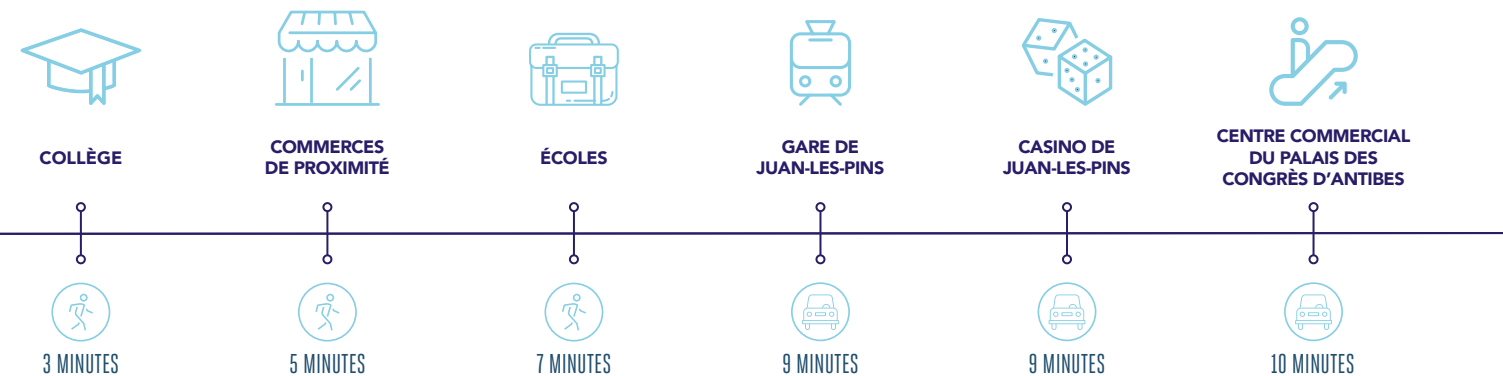 COLLÈGE
COMMERCES
DE PROXIMITÉ
ÉCOLES
GARE DE
JUAN-LES-PINS
CASINO DE
JUAN-LES-PINS
CENTRE COMMERCIAL
DU PALAIS DES
CONGRÈS D'ANTIBES
3 MINUTES
5 MINUTES
7 MINUTES
9 MINUTES
9 MINUTES
10 MINUTES